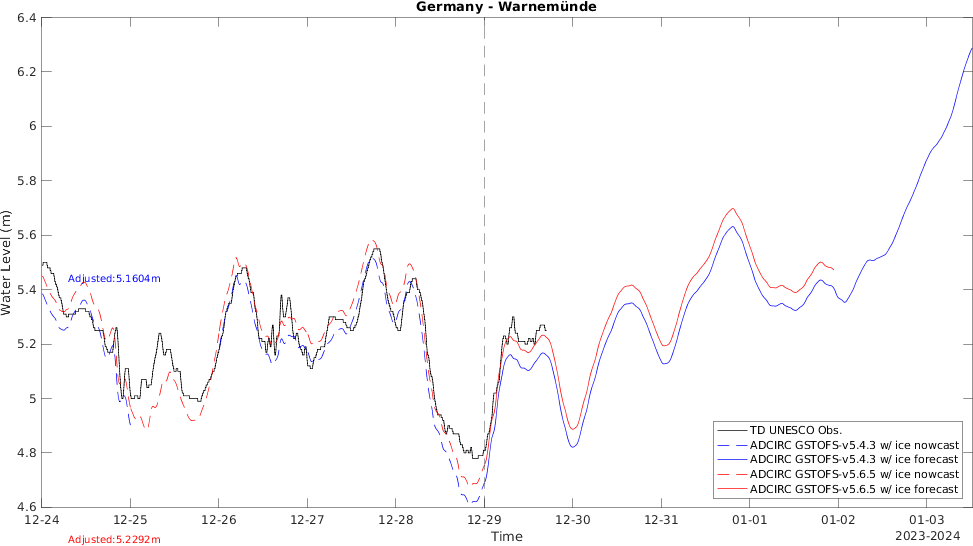 Germany - Warnemünde
6.4
6.2
6
5.8
5.6
5.4
5.2
5
4.8
4.6
Water Level (m)
Adjusted:5.1604m
TD UNESCO Obs.
ADCIRC GSTOFS-v5.4.3 w/ ice nowcast
ADCIRC GSTOFS-v5.4.3 w/ ice forecast
ADCIRC GSTOFS-v5.6.5 w/ ice nowcast
ADCIRC GSTOFS-v5.6.5 w/ ice forecast
12-24 12-25 12-26 12-27 12-28 12-29 12-30 12-31 01-01 01-02 01-03
Time
2023-2024
Adjusted:5.2292m